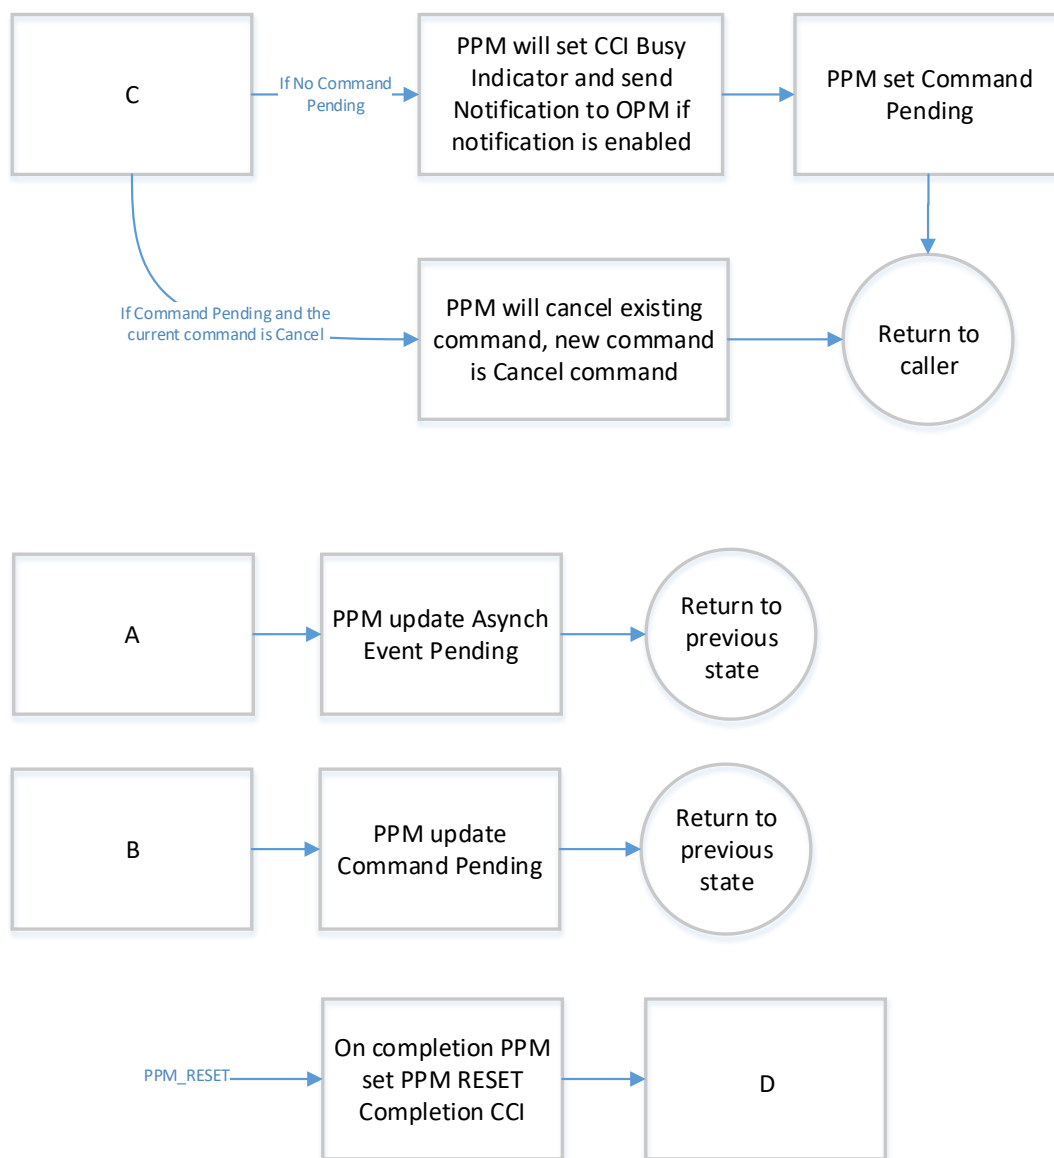 C
If No Command
Pending
PPM will set CCI Busy
Indicator and send
Notification to OPM if
notification is enabled
PPM set Command
Pending
If Command Pending and the
current command is Cancel
PPM will cancel existing
command, new command
is Cancel command
Return to
caller
A
PPM update Asynch
Event Pending
Return to
previous
state
B
PPM update
Command Pending
Return to
previous
state
PPM_RESET
On completion PPM
set PPM RESET
Completion CCI
D